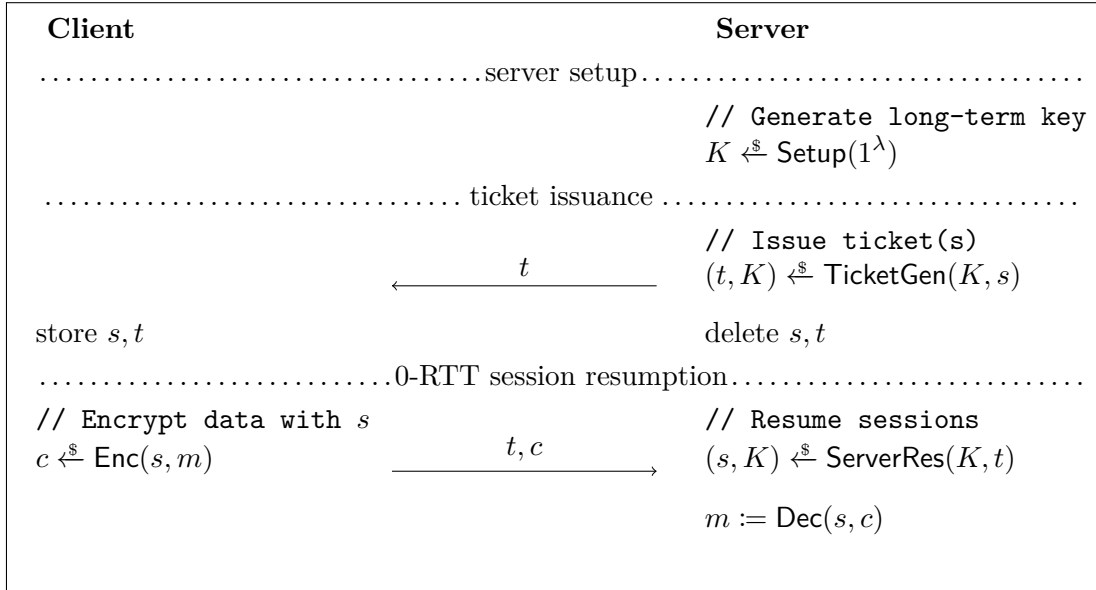 Client Server
server setup
// Generate long-term key
K ←$ Setup(1^λ)
ticket issuance
// Issue ticket(s)
t (t, K) ←$ TicketGen(K, s)
store s, t delete s, t
0-RTT session resumption
// Encrypt data with s // Resume sessions
c ←$ Enc(s, m) t, c (s, K) ←$ ServerRes(K, t)
m := Dec(s, c)